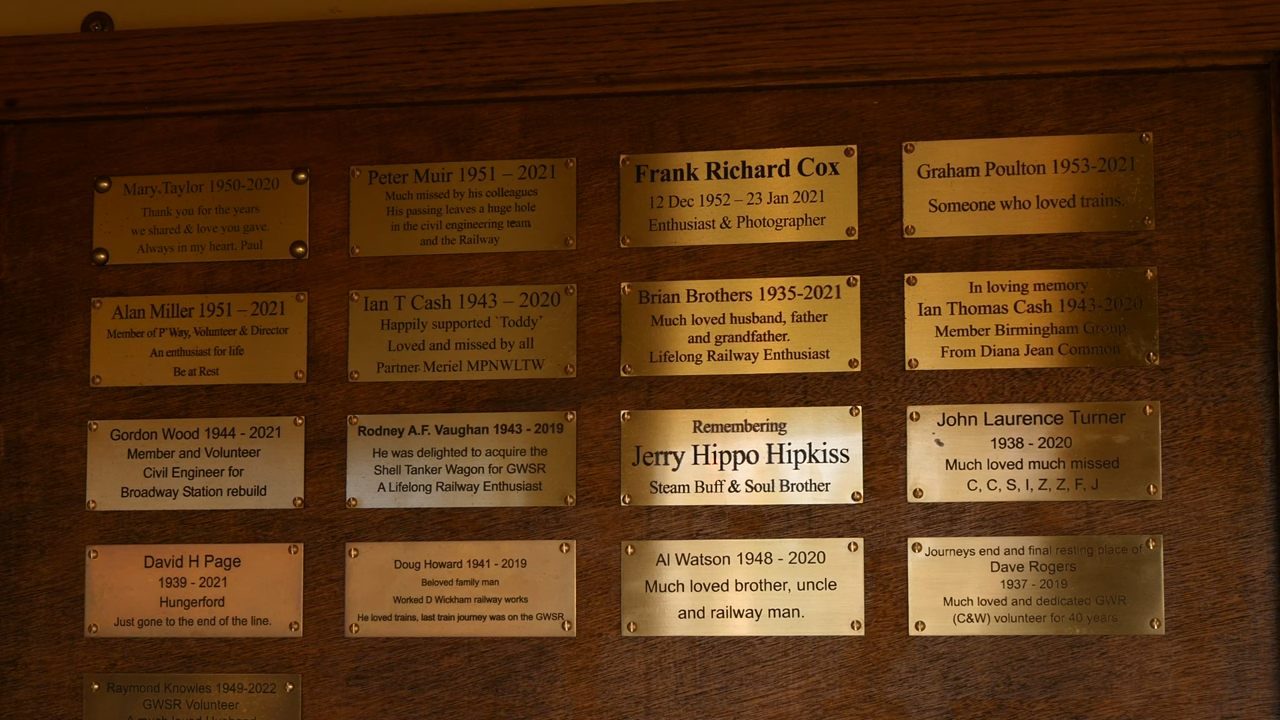 Mary Taylor 1950-2020
Thank you for the years
we shared & love you gave.
Always in my heart. Paul
Peter Muir 1951 – 2021
Much missed by his colleagues
His passing leaves a huge hole
in the civil engineering team
and the Railway
Frank Richard Cox
12 Dec 1952 – 23 Jan 2021
Enthusiast & Photographer
Graham Poulton 1953-2021
Someone who loved trains.
Alan Miller 1951 – 2021
Member of P'Way, Volunteer & Director
An enthusiast for life
Be at Rest
Ian T Cash 1943 – 2020
Happily supported `Toddy'
Loved and missed by all
Partner Meriel MPNWLTW
Brian Brothers 1935-2021
Much loved husband, father
and grandfather.
Lifelong Railway Enthusiast
In loving memory
Ian Thomas Cash 1943-2020
Member Birmingham Group
From Diana Jean Common
Gordon Wood 1944 - 2021
Member and Volunteer
Civil Engineer for
Broadway Station rebuild
Rodney A.F. Vaughan 1943 - 2019
He was delighted to acquire the
Shell Tanker Wagon for GWSR
A Lifelong Railway Enthusiast
Remembering
Jerry Hippo Hipkiss
Steam Buff & Soul Brother
John Laurence Turner
1938 - 2020
Much loved much missed
C, C, S, I, Z, Z, F, J
David H Page
1939 - 2021
Hungerford
Just gone to the end of the line.
Doug Howard 1941 - 2019
Beloved family man
Worked D Wickham railway works
He loved trains, last train journey was on the GWSR
Al Watson 1948 - 2020
Much loved brother, uncle
and railway man.
Journeys end and final resting place of
Dave Rogers
1937 - 2019
Much loved and dedicated GWR
(C&W) volunteer for 40 years
Raymond Knowles 1949-2022
GWSR Volunteer
A much loved Husband